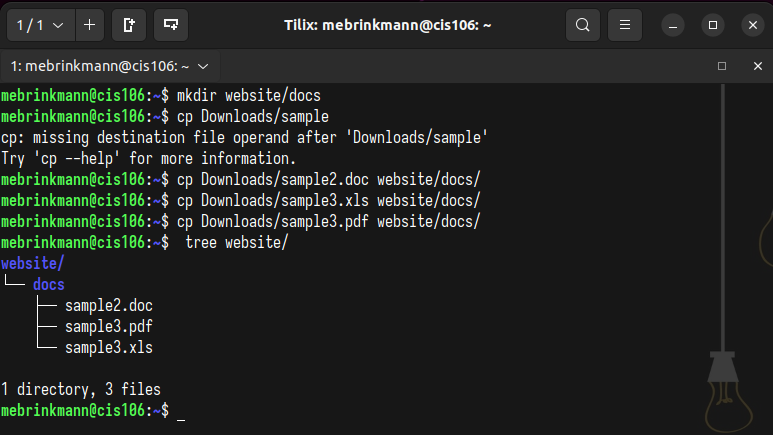 1 / 1
Tilix: mebrinkmann@cis106: ~
1: mebrinkmann@cis106: ~
mebrinkmann@cis106:~$ mkdir website/docs
mebrinkmann@cis106:~$ cp Downloads/sample
cp: missing destination file operand after 'Downloads/sample'
Try 'cp --help' for more information.
mebrinkmann@cis106:~$ cp Downloads/sample2.doc website/docs/
mebrinkmann@cis106:~$ cp Downloads/sample3.xls website/docs/
mebrinkmann@cis106:~$ cp Downloads/sample3.pdf website/docs/
mebrinkmann@cis106:~$  tree website/
website/
└── docs
    ├── sample2.doc
    ├── sample3.pdf
    └── sample3.xls
1 directory, 3 files
mebrinkmann@cis106:~$ _